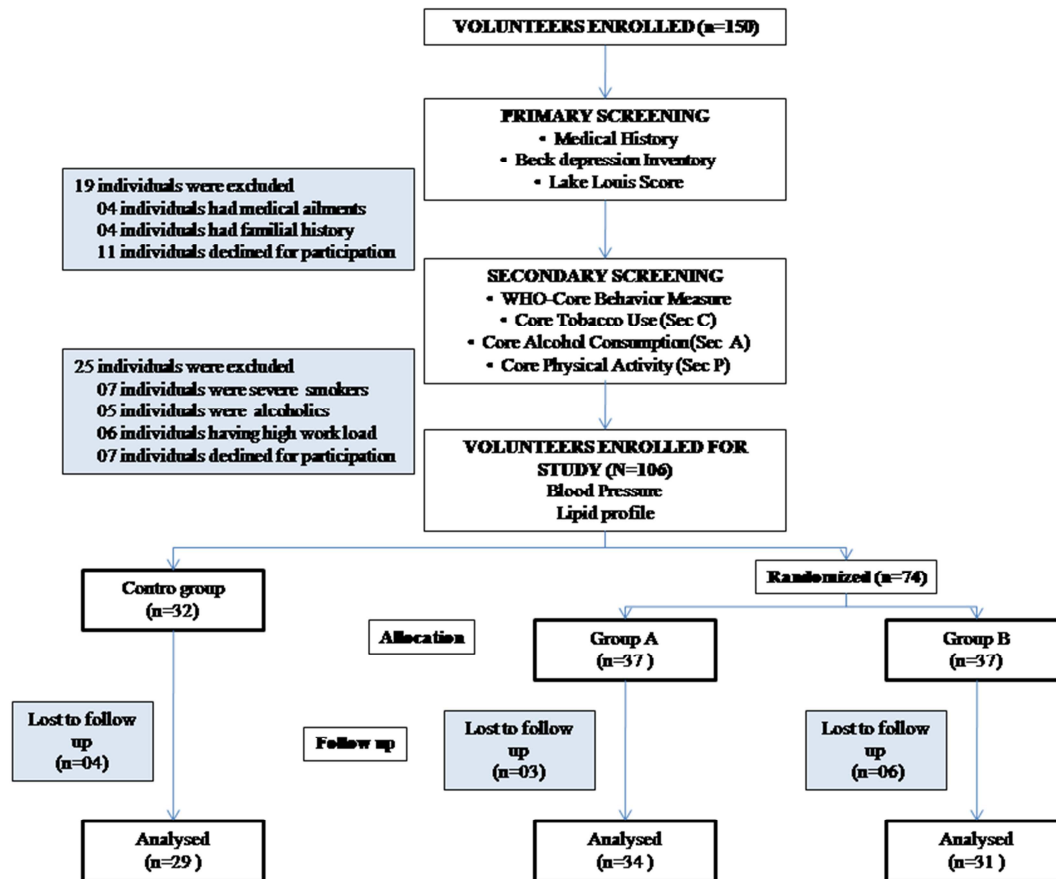 VOLUNTEERS ENROLLED (n=150)
PRIMARY SCREENING
• Medical History
• Beck depression Inventory
• Lake Louis Score
19 individuals were excluded
04 individuals had medical ailments
04 individuals had familial history
11 individuals declined for participation
SECONDARY SCREENING
• WHO-Core Behavior Measure
• Core Tobacco Use (Sec C)
• Core Alcohol Consumption(Sec A)
• Core Physical Activity (Sec P)
25 individuals were excluded
07 individuals were severe smokers
05 individuals were alcoholics
06 individuals having high work load
07 individuals declined for participation
VOLUNTEERS ENROLLED FOR
STUDY (N=106)
Blood Pressure
Lipid profile
Contro group
(n=32)
Randomized (n=74)
Allocation
Group A
(n=37 )
Group B
(n=37)
Lost to follow
up
(n=04)
Follow up
Lost to follow
up
(n=03)
Lost to follow
up
(n=06)
Analysed
(n=29 )
Analysed
(n=34 )
Analysed
(n=31 )